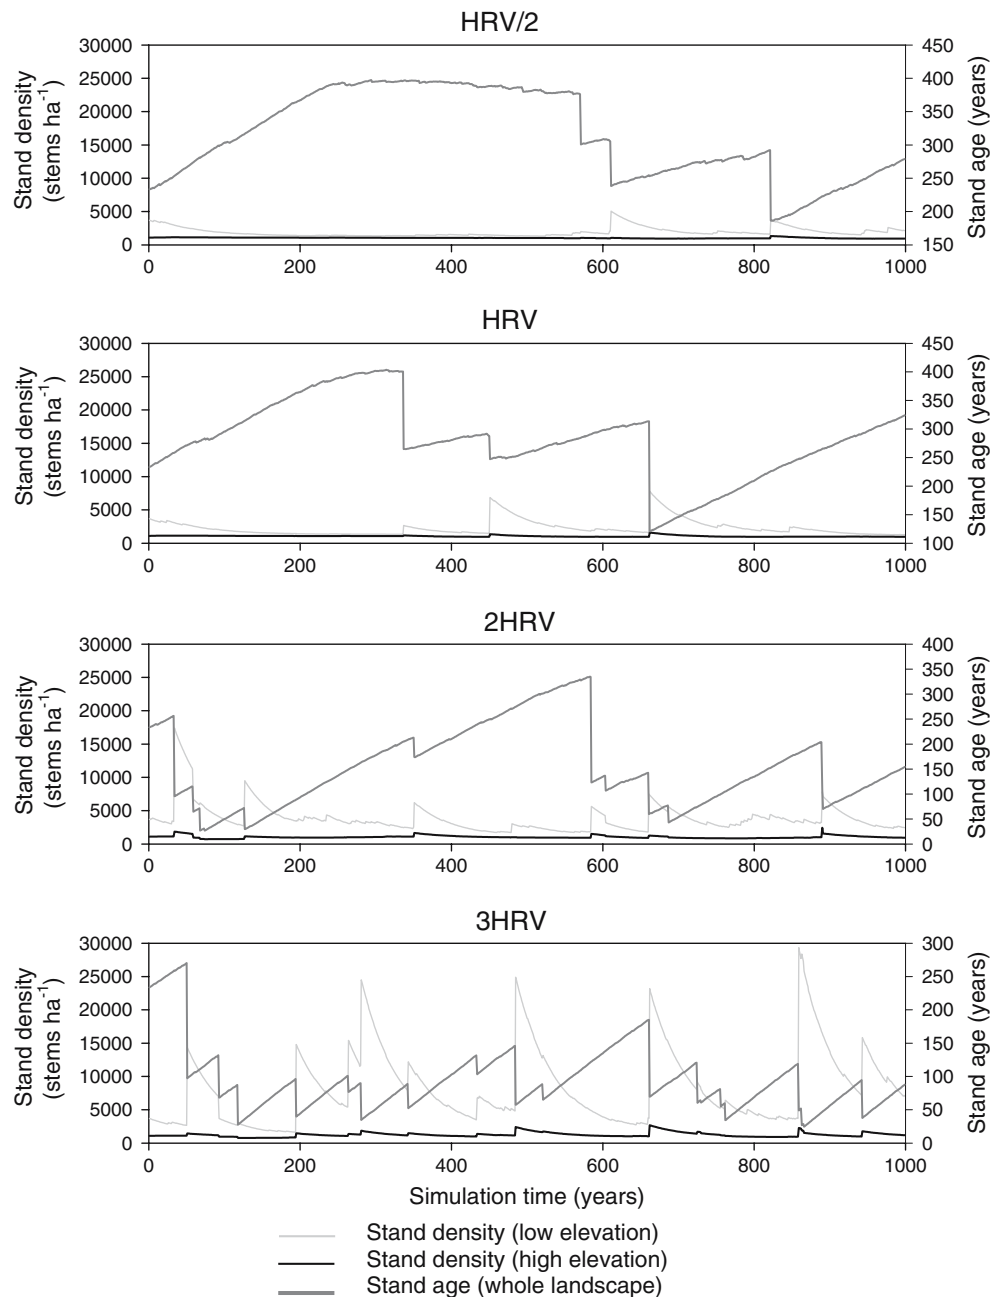 HRV/2
Stand density
(stems ha-1)
30000
25000
20000
15000
10000
5000
0
450
400
350
300
250
200
150
Stand age (years)
0 200 400 600 800 1000
HRV
Stand density
(stems ha-1)
30000
25000
20000
15000
10000
5000
0
450
400
350
300
250
200
150
100
Stand age (years)
0 200 400 600 800 1000
2HRV
Stand density
(stems ha-1)
30000
25000
20000
15000
10000
5000
0
400
350
300
250
200
150
100
50
0
Stand age (years)
0 200 400 600 800 1000
3HRV
Stand density
(stems ha-1)
30000
25000
20000
15000
10000
5000
0
300
250
200
150
100
50
0
Stand age (years)
0 200 400 600 800 1000
Simulation time (years)
Stand density (low elevation)
Stand density (high elevation)
Stand age (whole landscape)